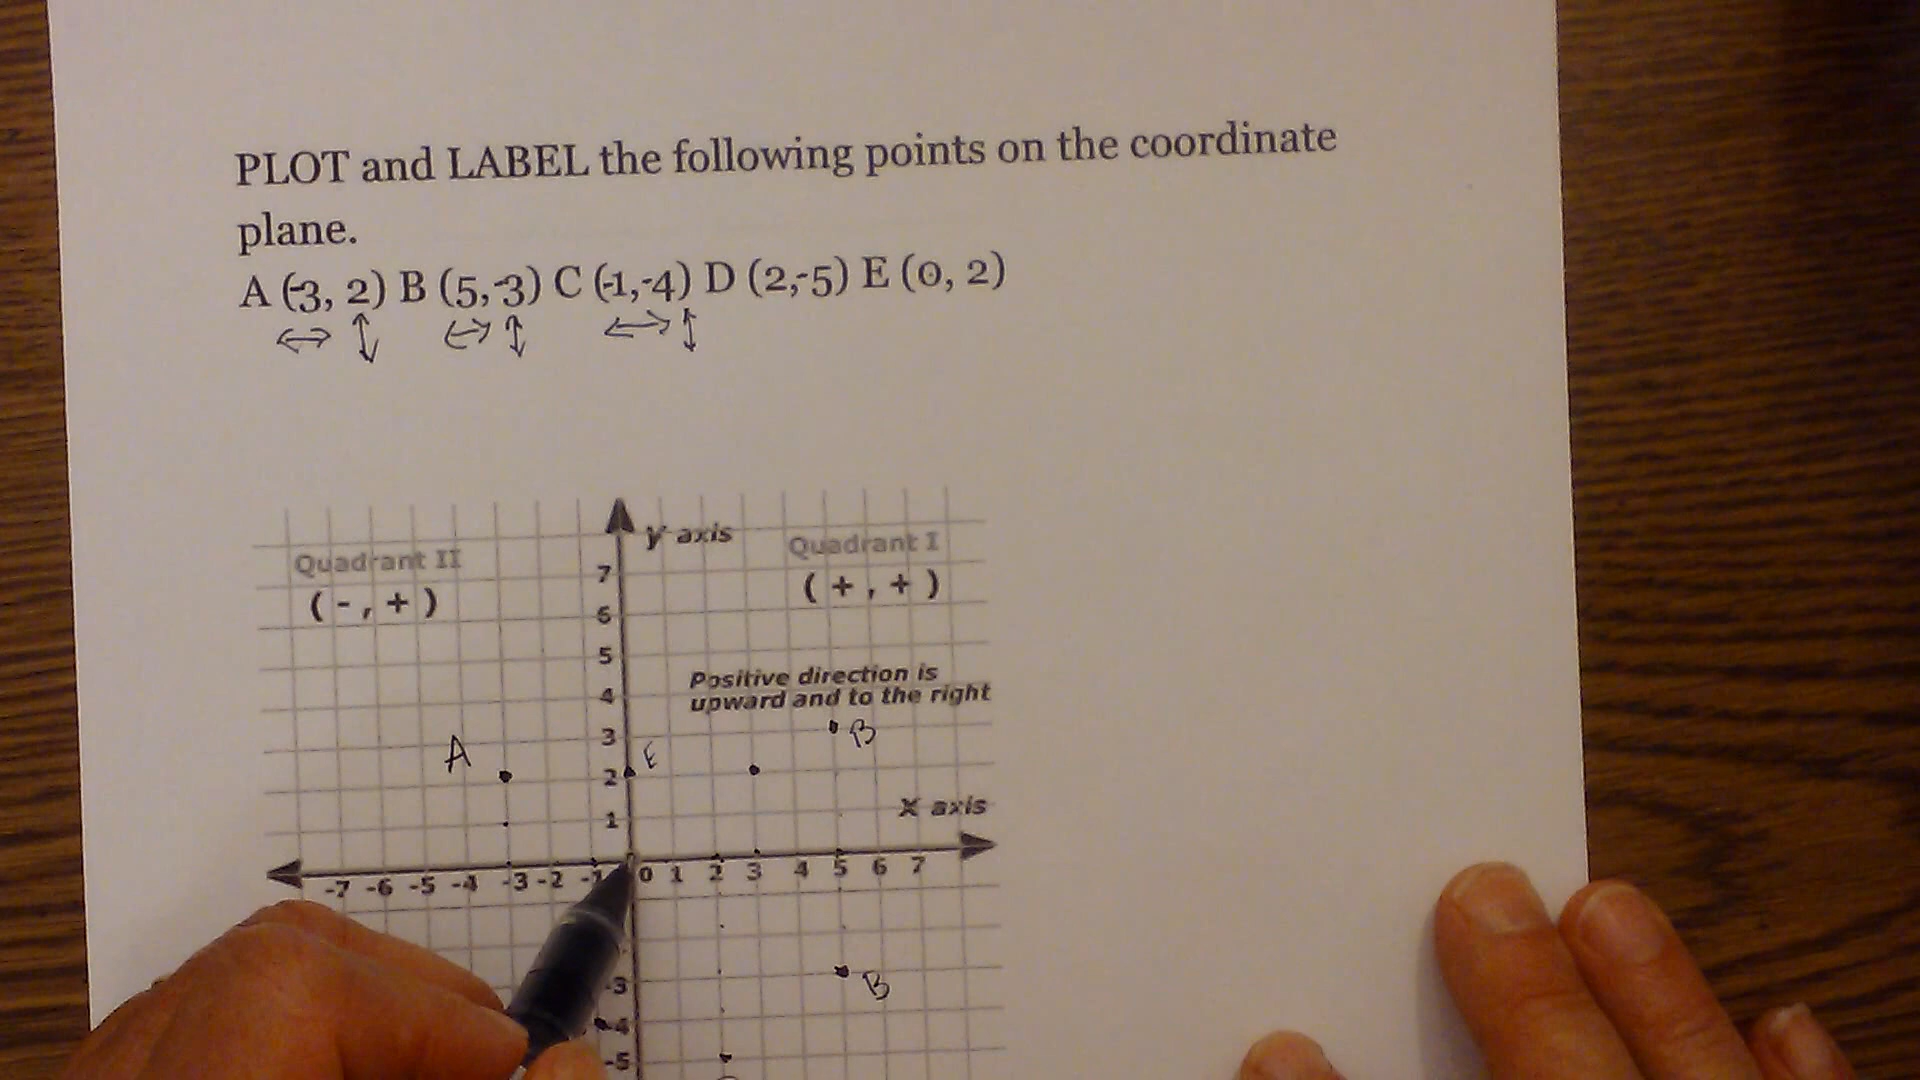 PLOT and LABEL the following points on the coordinate
plane.
A (-3, 2) B (5,-3) C (-1,-4) D (2,-5) E (0, 2)
y axis
Quadrant II
Quadrant I
(-,+)
(+,+)
7
6
5
Positive direction is
upward and to the right
4
3
B
A
E
2
1
X axis
-7 -6 -5 -4 -3 -2 -1 0 1 2 3 4 5 6 7
-3
B
-4
-5